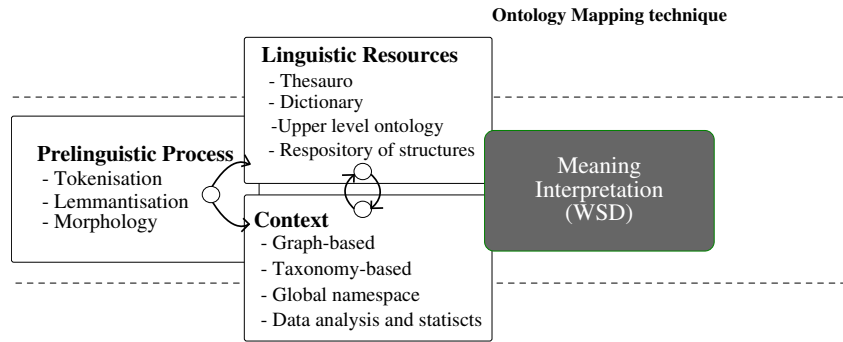 Ontology Mapping technique
Linguistic Resources
- Thesauro
- Dictionary
-Upper level ontology
- Respository of structures
Prelinguistic Process
- Tokenisation
- Lemmantisation
- Morphology
Context
- Graph-based
- Taxonomy-based
- Global namespace
- Data analysis and statiscts
Meaning
Interpretation
(WSD)